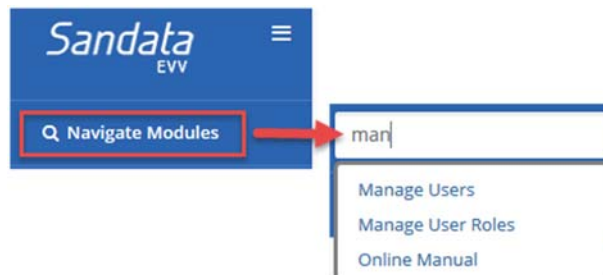 Sandata
EVV
Navigate Modules
man
Manage Users
Manage User Roles
Online Manual